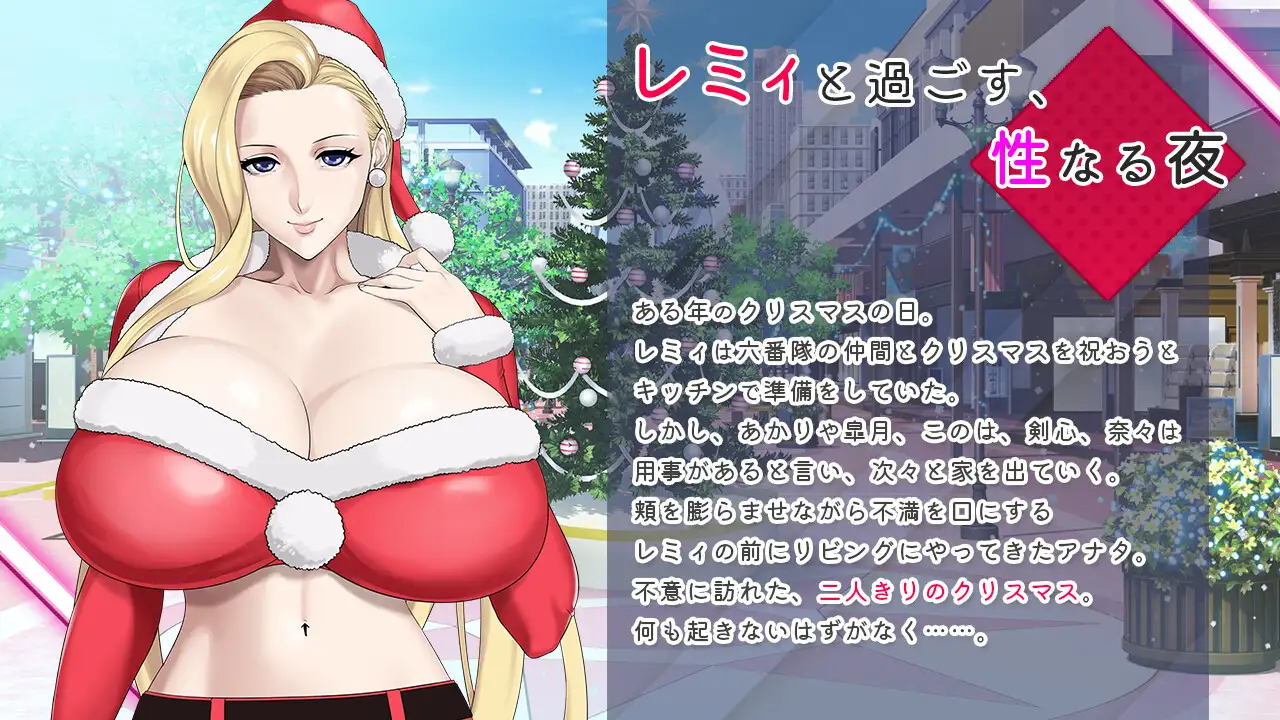 レミィと過ごす、
性なる夜
ある年のクリスマスの日。
レミィは六番隊の仲間とクリスマスを祝おうと
キッチンで準備をしていた。
しかし、あかりや皐月、このは、剣心、奈々は
用事があると言い、次々と家を出ていく。
頬を膨らませながら不満を口にする
レミィの前にリビングにやってきたアナタ。
不意に訪れた、二人きりのクリスマス。
何も起きないはずがなく……。